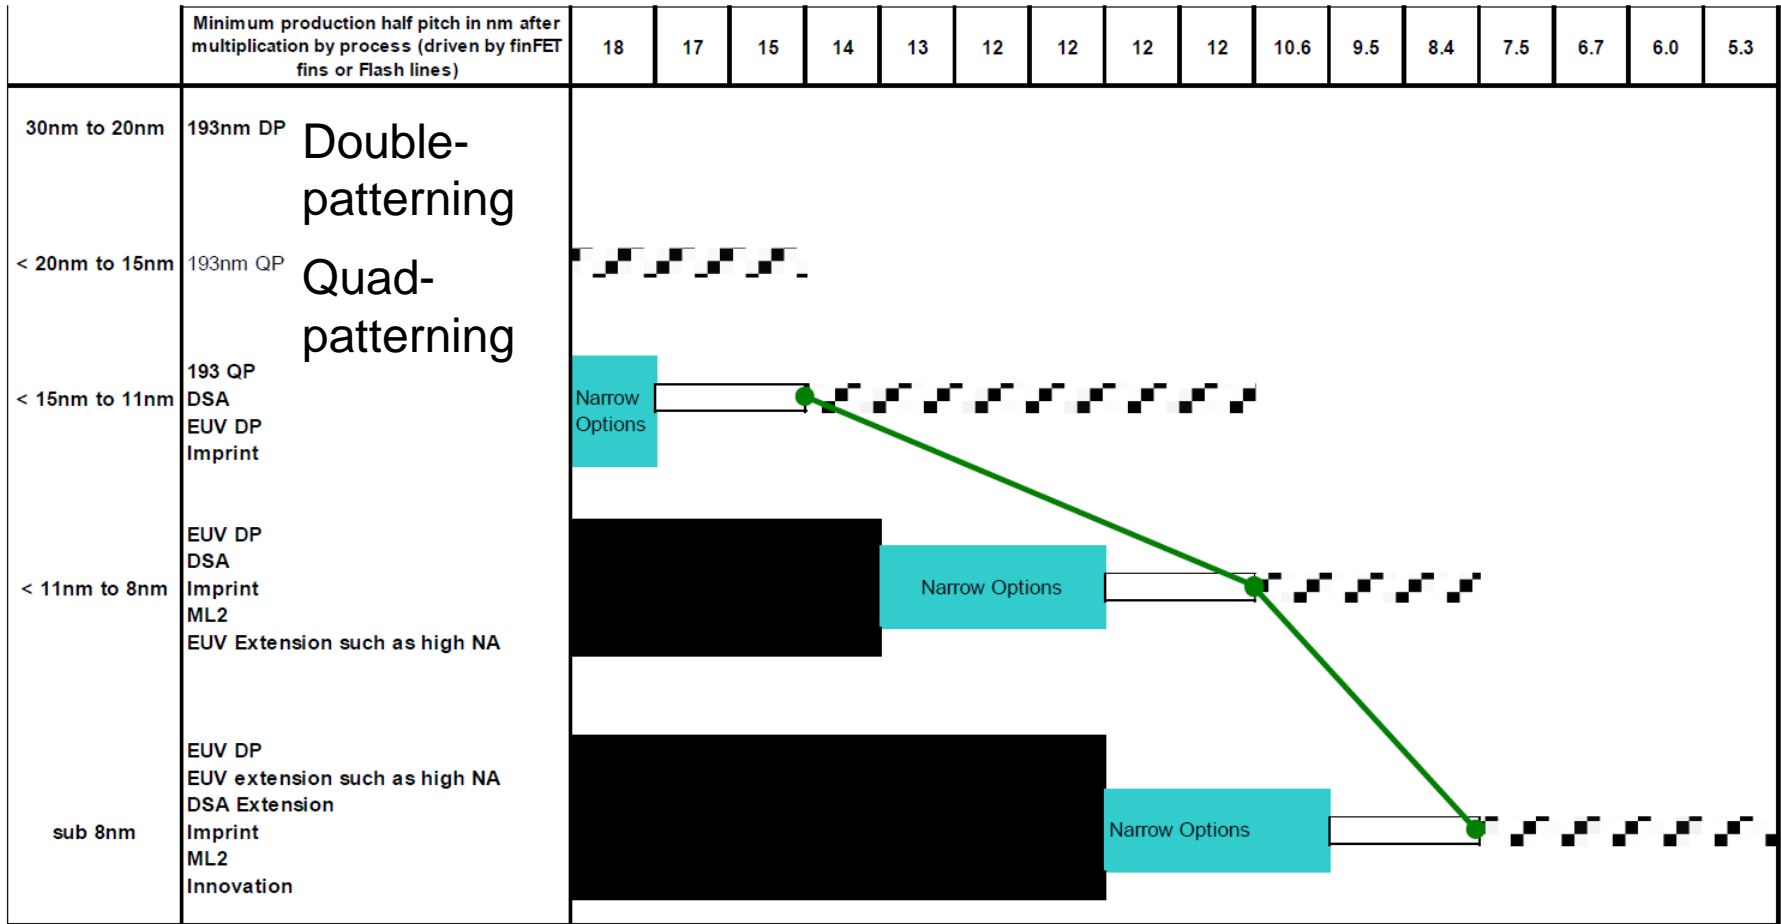 Minimum production half pitch in nm after
multiplication by process (driven by finFET
fins or Flash lines)
18 17 15 14 13 12 12 12 12 10.6 9.5 8.4 7.5 6.7 6.0 5.3
30nm to 20nm
193nm DP
Double-
patterning
< 20nm to 15nm
193nm QP
Quad-
patterning
< 15nm to 11nm
193 QP
DSA
EUV DP
Imprint
Narrow
Options
< 11nm to 8nm
EUV DP
DSA
Imprint
ML2
EUV Extension such as high NA
Narrow Options
sub 8nm
EUV DP
EUV extension such as high NA
DSA Extension
Imprint
ML2
Innovation
Narrow Options